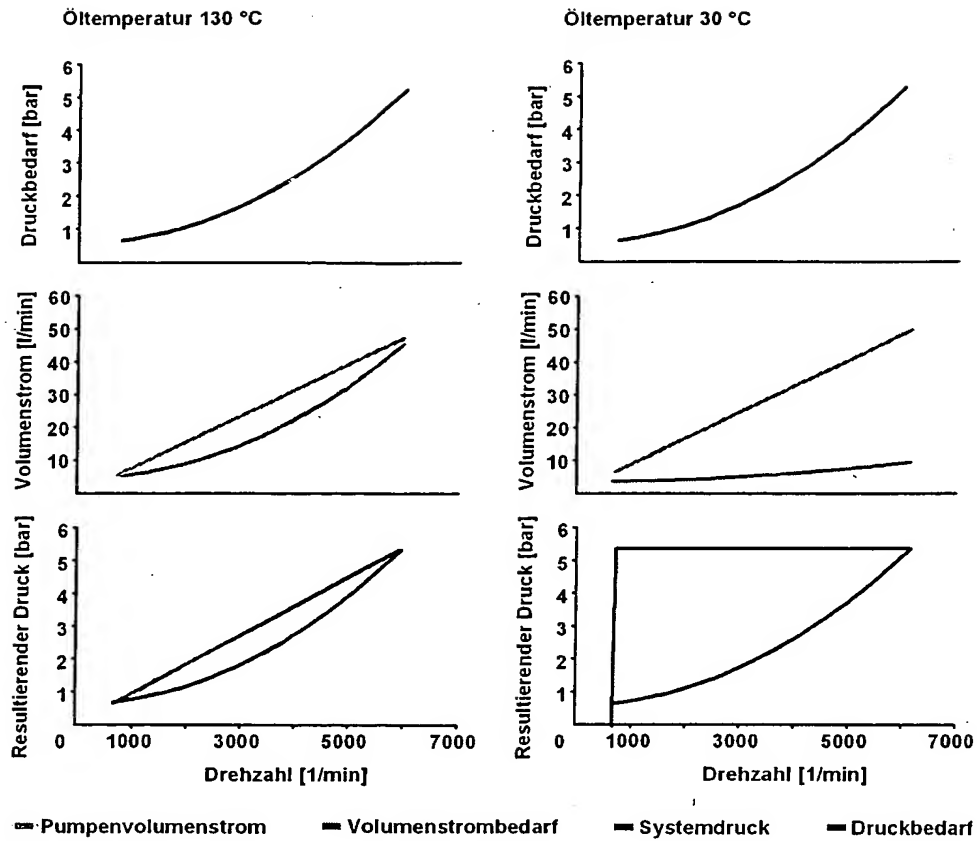 Öltemperatur 130 °C
Öltemperatur 30 °C
Druckbedarf [bar]
6
5
4
3
2
1
Druckbedarf [bar]
6
5
4
3
2
1
Volumenstrom [l/min]
60
50
40
30
20
10
Volumenstrom [l/min]
60
50
40
30
20
10
Resultierender Druck [bar]
6
5
4
3
2
1
0 1000 3000 5000 7000
Drehzahl [1/min]
Resultierender Druck [bar]
6
5
4
3
2
1
0 1000 3000 5000 7000
Drehzahl [1/min]
Pumpenvolumenstrom Volumenstrombedarf Systemdruck Druckbedarf